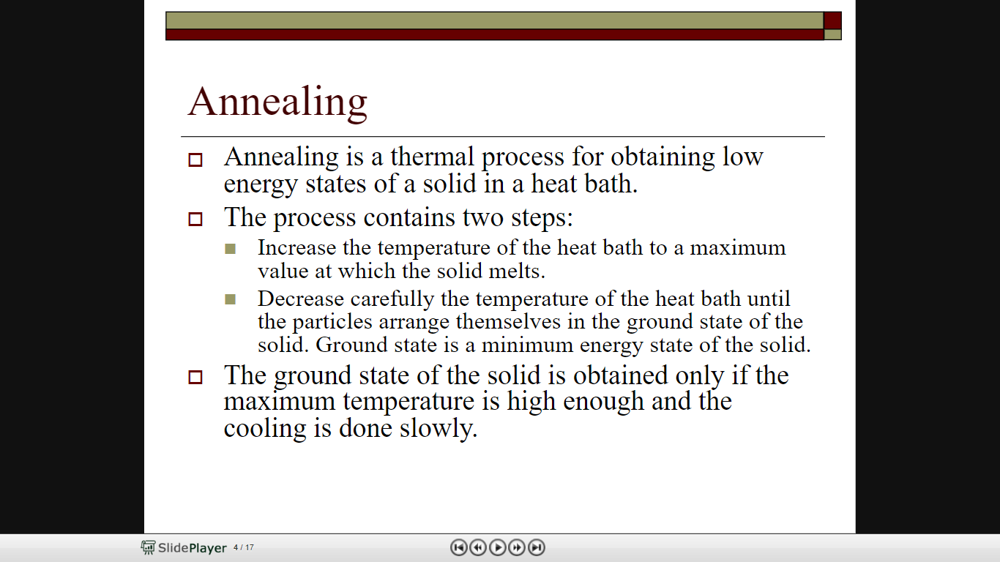 Annealing
Annealing is a thermal process for obtaining low
energy states of a solid in a heat bath.
The process contains two steps:
Increase the temperature of the heat bath to a maximum
value at which the solid melts.
Decrease carefully the temperature of the heat bath until
the particles arrange themselves in the ground state of the
solid. Ground state is a minimum energy state of the solid.
The ground state of the solid is obtained only if the
maximum temperature is high enough and the
cooling is done slowly.
SlidePlayer 4 / 17